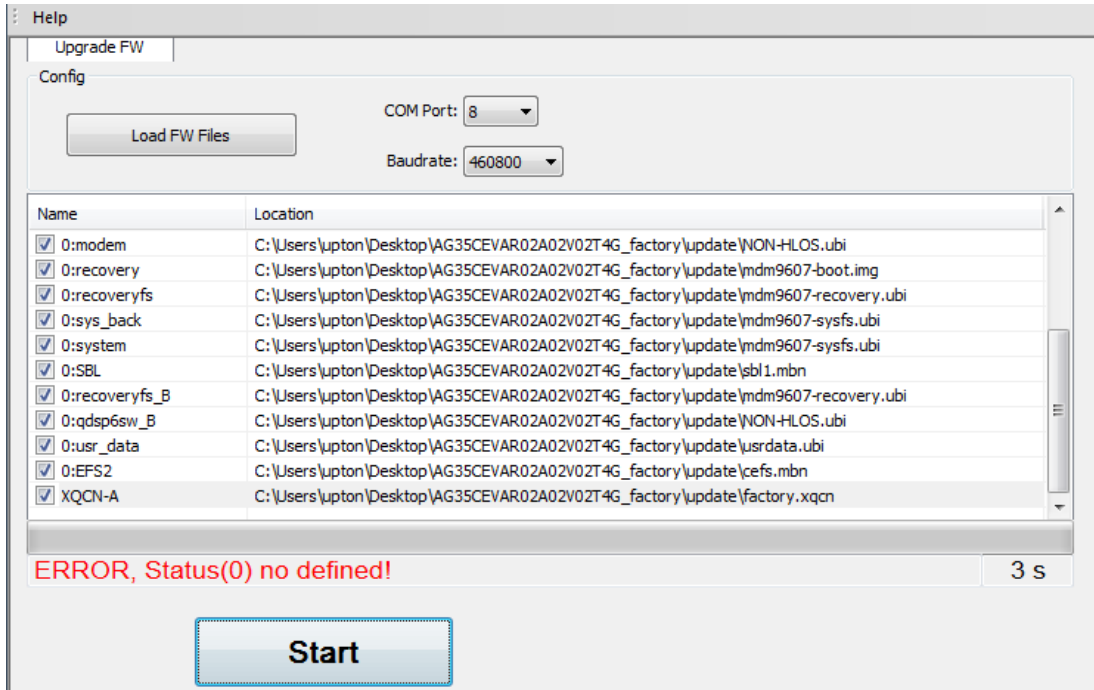 Help
Upgrade FW
Config
Load FW Files
COM Port: 8
Baudrate: 460800
Name Location
0:modem C:\Users\upton\Desktop\AG35CEVAR02A02V02T4G_factory\update\NON-HLOS.ubi
0:recovery C:\Users\upton\Desktop\AG35CEVAR02A02V02T4G_factory\update\mdm9607-boot.img
0:recoveryfs C:\Users\upton\Desktop\AG35CEVAR02A02V02T4G_factory\update\mdm9607-recovery.ubi
0:sys_back C:\Users\upton\Desktop\AG35CEVAR02A02V02T4G_factory\update\mdm9607-sysfs.ubi
0:system C:\Users\upton\Desktop\AG35CEVAR02A02V02T4G_factory\update\mdm9607-sysfs.ubi
0:SBL C:\Users\upton\Desktop\AG35CEVAR02A02V02T4G_factory\update\sbl1.mbn
0:recoveryfs_B C:\Users\upton\Desktop\AG35CEVAR02A02V02T4G_factory\update\mdm9607-recovery.ubi
0:qdsp6sw_B C:\Users\upton\Desktop\AG35CEVAR02A02V02T4G_factory\update\NON-HLOS.ubi
0:usr_data C:\Users\upton\Desktop\AG35CEVAR02A02V02T4G_factory\update\usrdata.ubi
0:EFS2 C:\Users\upton\Desktop\AG35CEVAR02A02V02T4G_factory\update\cefs.mbn
XQCN-A C:\Users\upton\Desktop\AG35CEVAR02A02V02T4G_factory\update\factory.xqcn
ERROR, Status(0) no defined! 3 s
Start